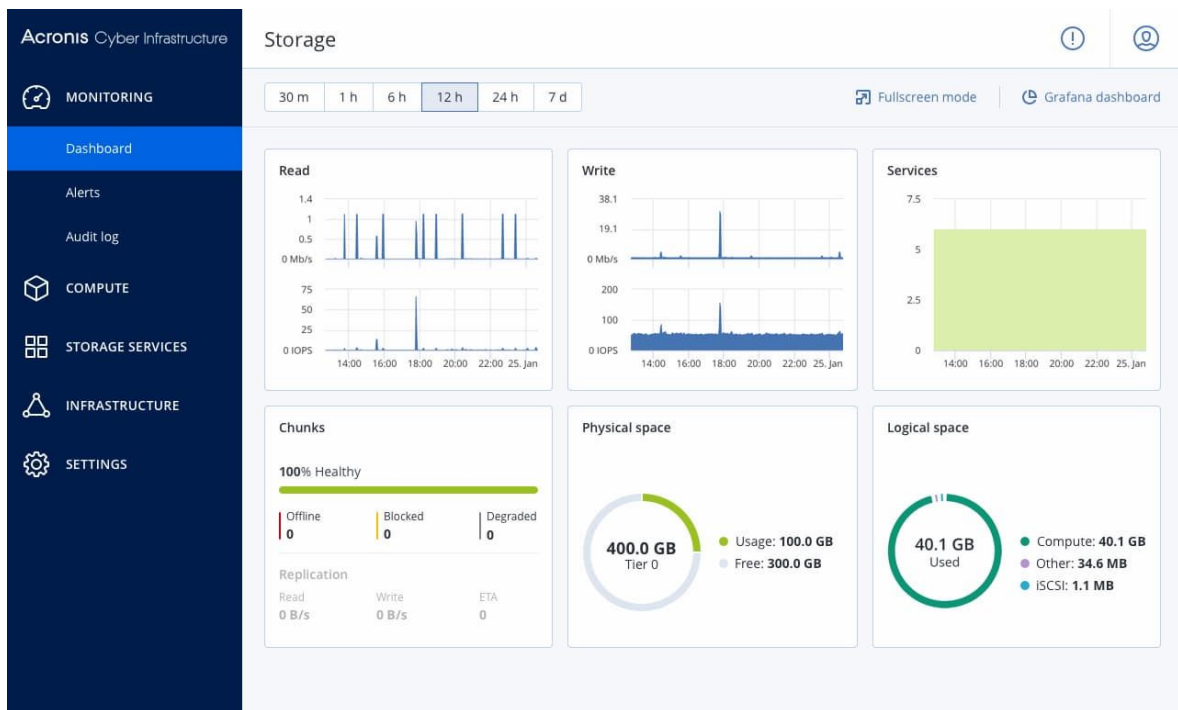 Acronis Cyber Infrastructure
MONITORING
Dashboard
Alerts
Audit log
COMPUTE
STORAGE SERVICES
INFRASTRUCTURE
SETTINGS
Storage
30 m 1 h 6 h 12 h 24 h 7 d
Fullscreen mode
Grafana dashboard
Read
1.4
1
0.5
0 Mb/s
75
50
25
0 IOPS
14:00 16:00 18:00 20:00 22:00 25. Jan
Write
38.1
19.1
0 Mb/s
200
100
0 IOPS
14:00 16:00 18:00 20:00 22:00 25. Jan
Services
7.5
5
2.5
0
14:00 16:00 18:00 20:00 22:00 25. Jan
Chunks
100% Healthy
Offline Blocked Degraded
0 0 0
Replication
Read Write ETA
0 B/s 0 B/s 0
Physical space
400.0 GB
Tier 0
Usage: 100.0 GB
Free: 300.0 GB
Logical space
40.1 GB
Used
Compute: 40.1 GB
Other: 34.6 MB
iSCSI: 1.1 MB